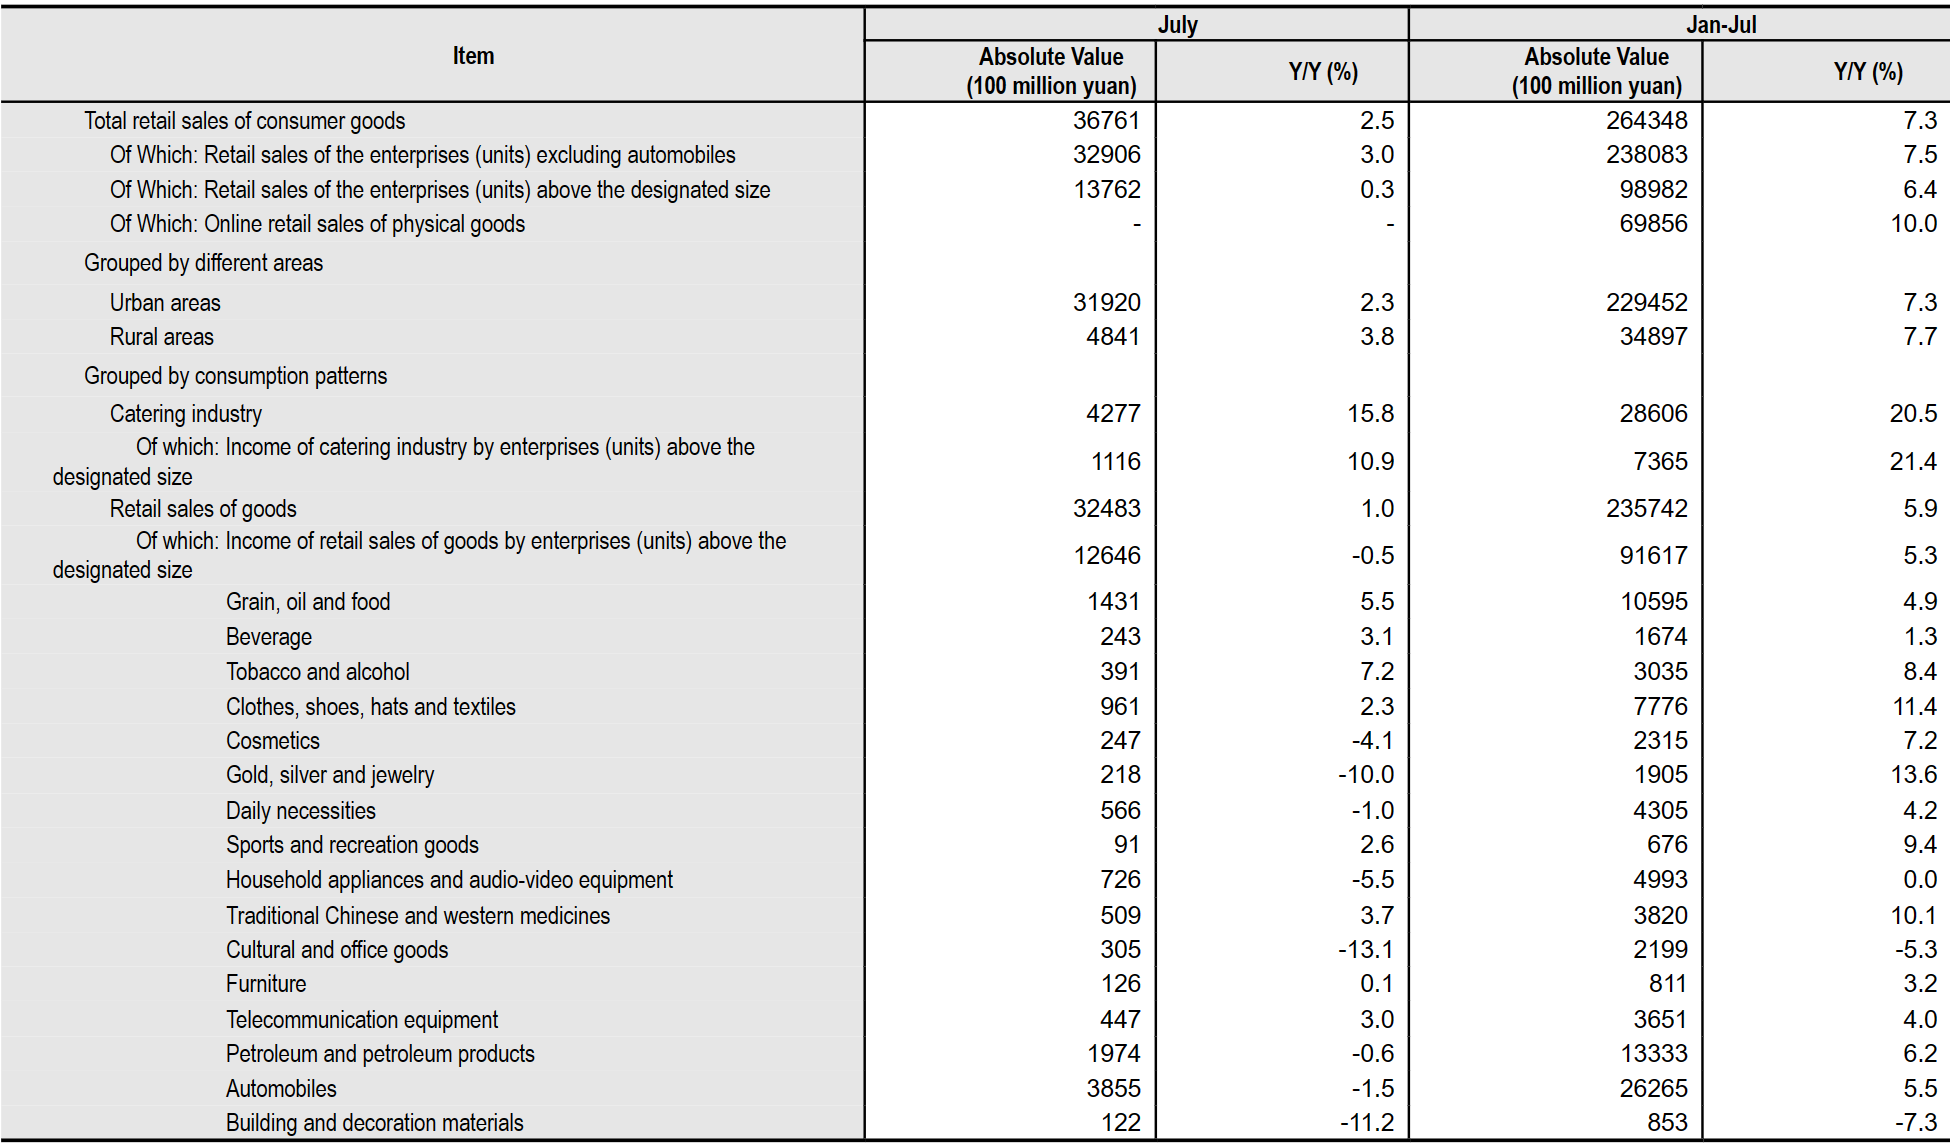 Item July Jan-Jul
Absolute Value (100 million yuan) Y/Y (%) Absolute Value (100 million yuan) Y/Y (%)
Total retail sales of consumer goods 36761 2.5 264348 7.3
Of Which: Retail sales of the enterprises (units) excluding automobiles 32906 3.0 238083 7.5
Of Which: Retail sales of the enterprises (units) above the designated size 13762 0.3 98982 6.4
Of Which: Online retail sales of physical goods - - 69856 10.0
Grouped by different areas
Urban areas 31920 2.3 229452 7.3
Rural areas 4841 3.8 34897 7.7
Grouped by consumption patterns
Catering industry 4277 15.8 28606 20.5
Of which: Income of catering industry by enterprises (units) above the
designated size 1116 10.9 7365 21.4
Retail sales of goods 32483 1.0 235742 5.9
Of which: Income of retail sales of goods by enterprises (units) above the
designated size 12646 -0.5 91617 5.3
Grain, oil and food 1431 5.5 10595 4.9
Beverage 243 3.1 1674 1.3
Tobacco and alcohol 391 7.2 3035 8.4
Clothes, shoes, hats and textiles 961 2.3 7776 11.4
Cosmetics 247 -4.1 2315 7.2
Gold, silver and jewelry 218 -10.0 1905 13.6
Daily necessities 566 -1.0 4305 4.2
Sports and recreation goods 91 2.6 676 9.4
Household appliances and audio-video equipment 726 -5.5 4993 0.0
Traditional Chinese and western medicines 509 3.7 3820 10.1
Cultural and office goods 305 -13.1 2199 -5.3
Furniture 126 0.1 811 3.2
Telecommunication equipment 447 3.0 3651 4.0
Petroleum and petroleum products 1974 -0.6 13333 6.2
Automobiles 3855 -1.5 26265 5.5
Building and decoration materials 122 -11.2 853 -7.3